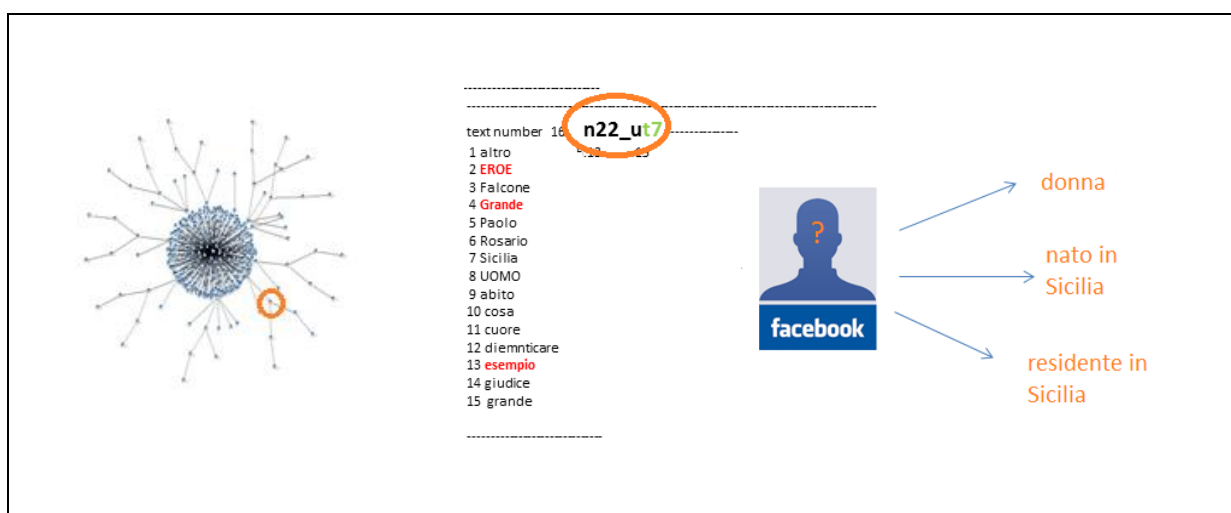 text number 16 n22_ut7
1 altro
2 EROE
3 Falcone
4 Grande
5 Paolo
6 Rosario
7 Sicilia
8 UOMO
9 abito
10 cosa
11 cuore
12 diemnticare
13 esempio
14 giudice
15 grande
?
facebook
donna
nato in
Sicilia
residente in
Sicilia